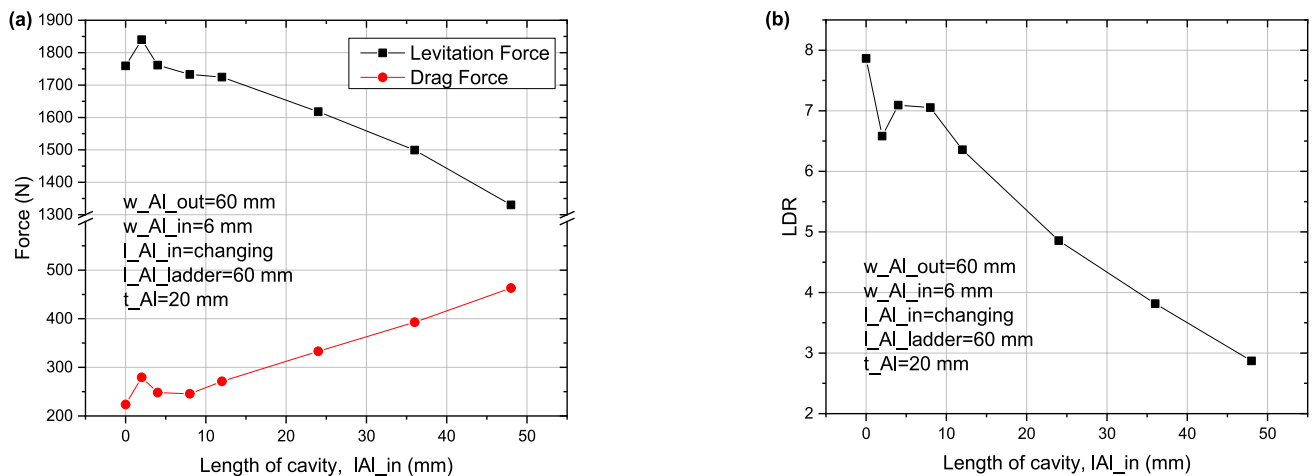 (a)
1900
1800
1700
1600
1500
1400
1300
500
400
300
200
Force (N)
Levitation Force
Drag Force
w_Al_out=60 mm
w_Al_in=6 mm
l_Al_in=changing
l_Al_ladder=60 mm
t_Al=20 mm
0 10 20 30 40 50
Length of cavity, lAl_in (mm)
(b)
8
7
6
5
4
3
2
LDR
w_Al_out=60 mm
w_Al_in=6 mm
l_Al_in=changing
l_Al_ladder=60 mm
t_Al=20 mm
0 10 20 30 40 50
Length of cavity, lAl_in (mm)